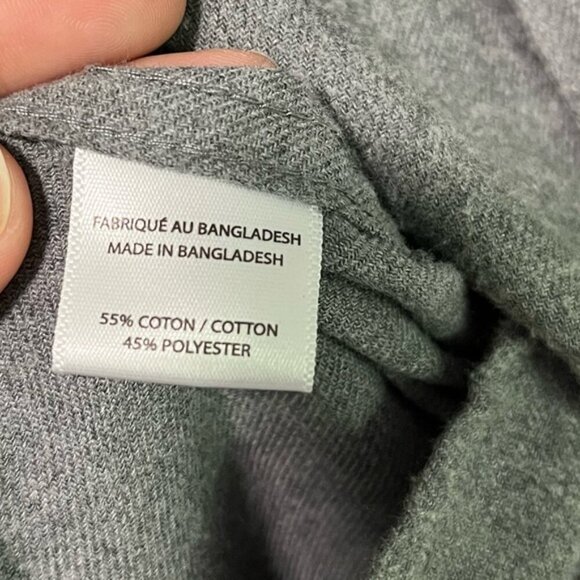 FABRIQUÉ AU BANGLADESH
MADE IN BANGLADESH
55% COTON / COTTON
45% POLYESTER